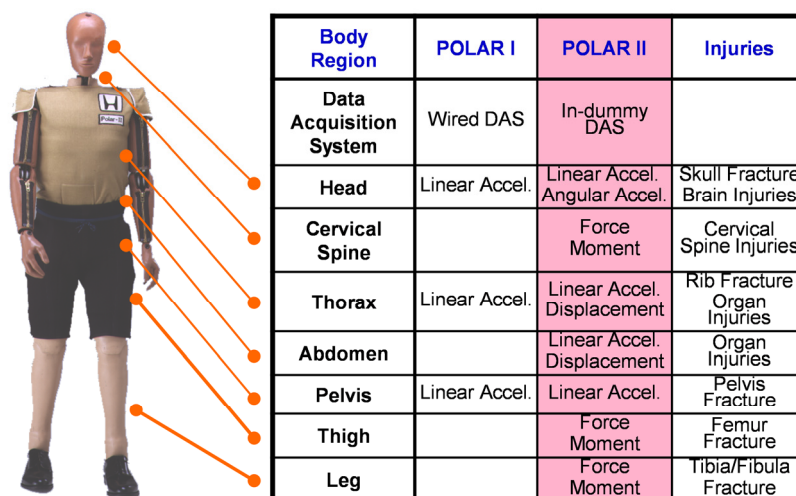 Polar-II
Body Region POLAR I POLAR II Injuries
Data Acquisition System Wired DAS In-dummy DAS
Head Linear Accel. Linear Accel. Angular Accel. Skull Fracture Brain Injuries
Cervical Spine Force Moment Cervical Spine Injuries
Thorax Linear Accel. Linear Accel. Displacement Rib Fracture Organ Injuries
Abdomen Linear Accel. Displacement Organ Injuries
Pelvis Linear Accel. Linear Accel. Pelvis Fracture
Thigh Force Moment Femur Fracture
Leg Force Moment Tibia/Fibula Fracture